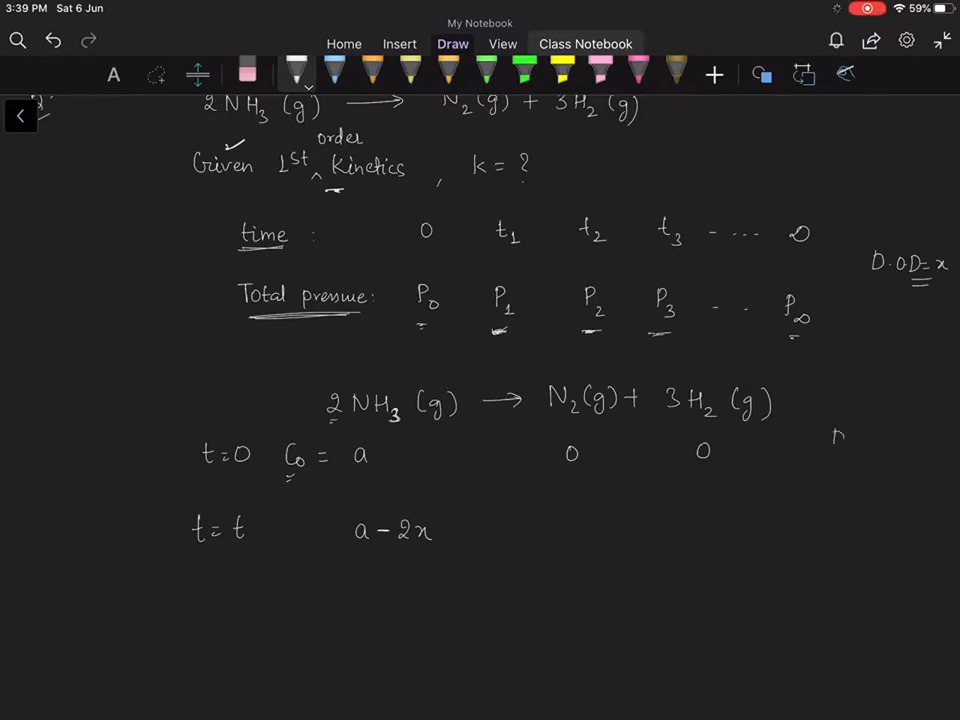 3:39 PM Sat 6 Jun 59%
My Notebook
Home Insert Draw View Class Notebook
A
2NH₃ (g) → N₂(g) + 3H₂(g)
order
Given 1st ^ Kinetics , k = ?
time : 0 t₁ t₂ t₃ - ... ∞
D.OD = x
Total pressure: P₀ P₁ P₂ P₃ - .. P∞
2NH₃ (g) → N₂(g) + 3H₂(g)
t=0 C₀ = a 0 0
t= t a - 2x